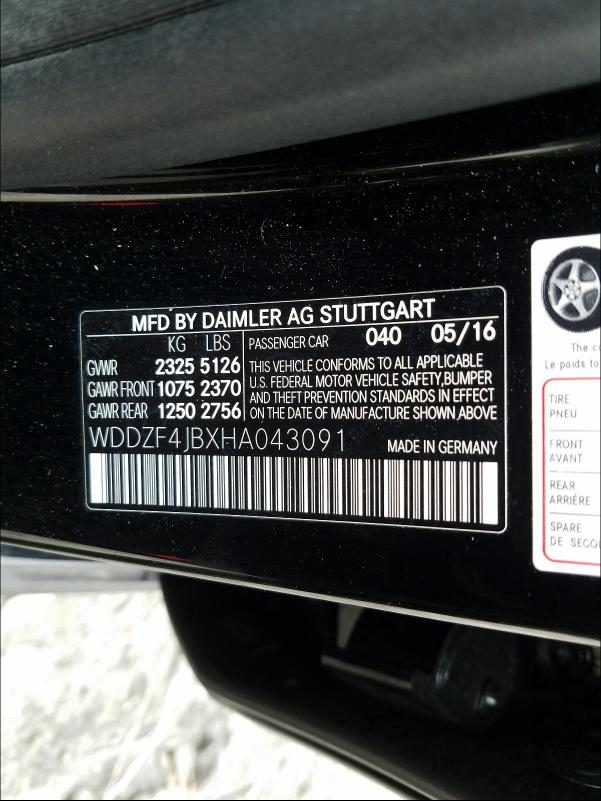 MFD BY DAIMLER AG STUTTGART
KG LBS
GVWR 2325 5126
GAWR FRONT 1075 2370
GAWR REAR 1250 2756
PASSENGER CAR 040 05/16
THIS VEHICLE CONFORMS TO ALL APPLICABLE
U.S. FEDERAL MOTOR VEHICLE SAFETY,BUMPER
AND THEFT PREVENTION STANDARDS IN EFFECT
ON THE DATE OF MANUFACTURE SHOWN ABOVE
WDDZF4JBXHA043091 MADE IN GERMANY
The
Le poids to
TIRE
PNEU
FRONT
AVANT
REAR
ARRIÈRE
SPARE
DE